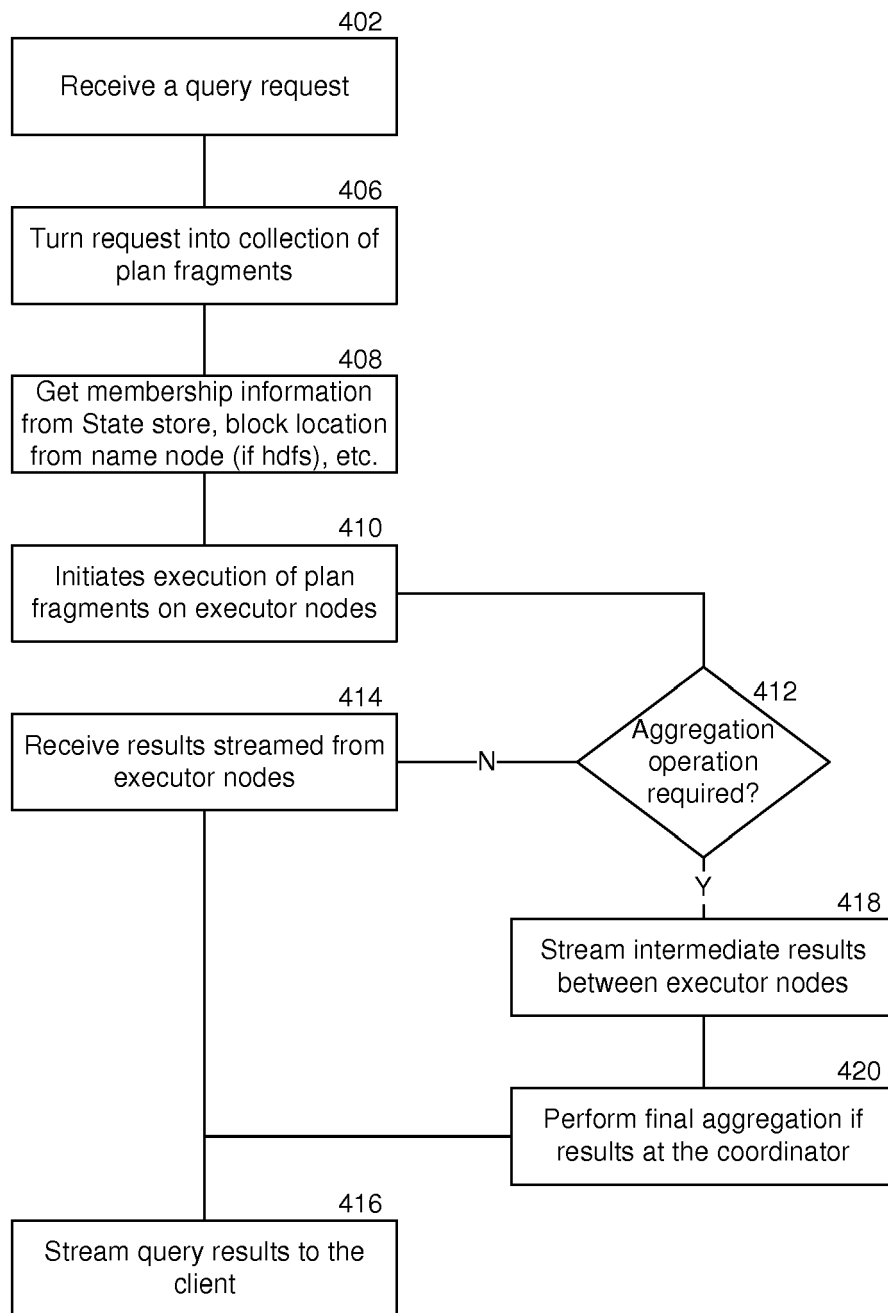 402
Receive a query request
406
Turn request into collection of
plan fragments
408
Get membership information
from State store, block location
from name node (if hdfs), etc.
410
Initiates execution of plan
fragments on executor nodes
412
Aggregation
operation
required?
N
414
Receive results streamed from
executor nodes
Y
418
Stream intermediate results
between executor nodes
420
Perform final aggregation if
results at the coordinator
416
Stream query results to the
client